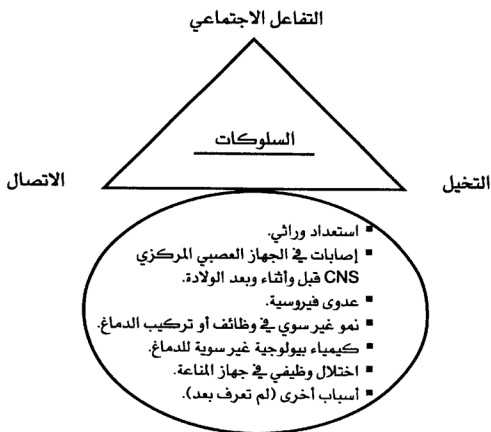 التفاعل الاجتماعي
السلوكات
التخيل
الاتصال
▪ استعداد وراثي.
▪ إصابات في الجهاز العصبي المركزي
CNS قبل وأثناء وبعد الولادة.
▪ عدوى فيروسية.
▪ نمو غير سوي في وظائف أو تركيب الدماغ.
▪ كيمياء بيولوجية غير سوية للدماغ.
▪ اختلال وظيفي في جهاز المناعة.
▪ أسباب أخرى (لم تعرف بعد).